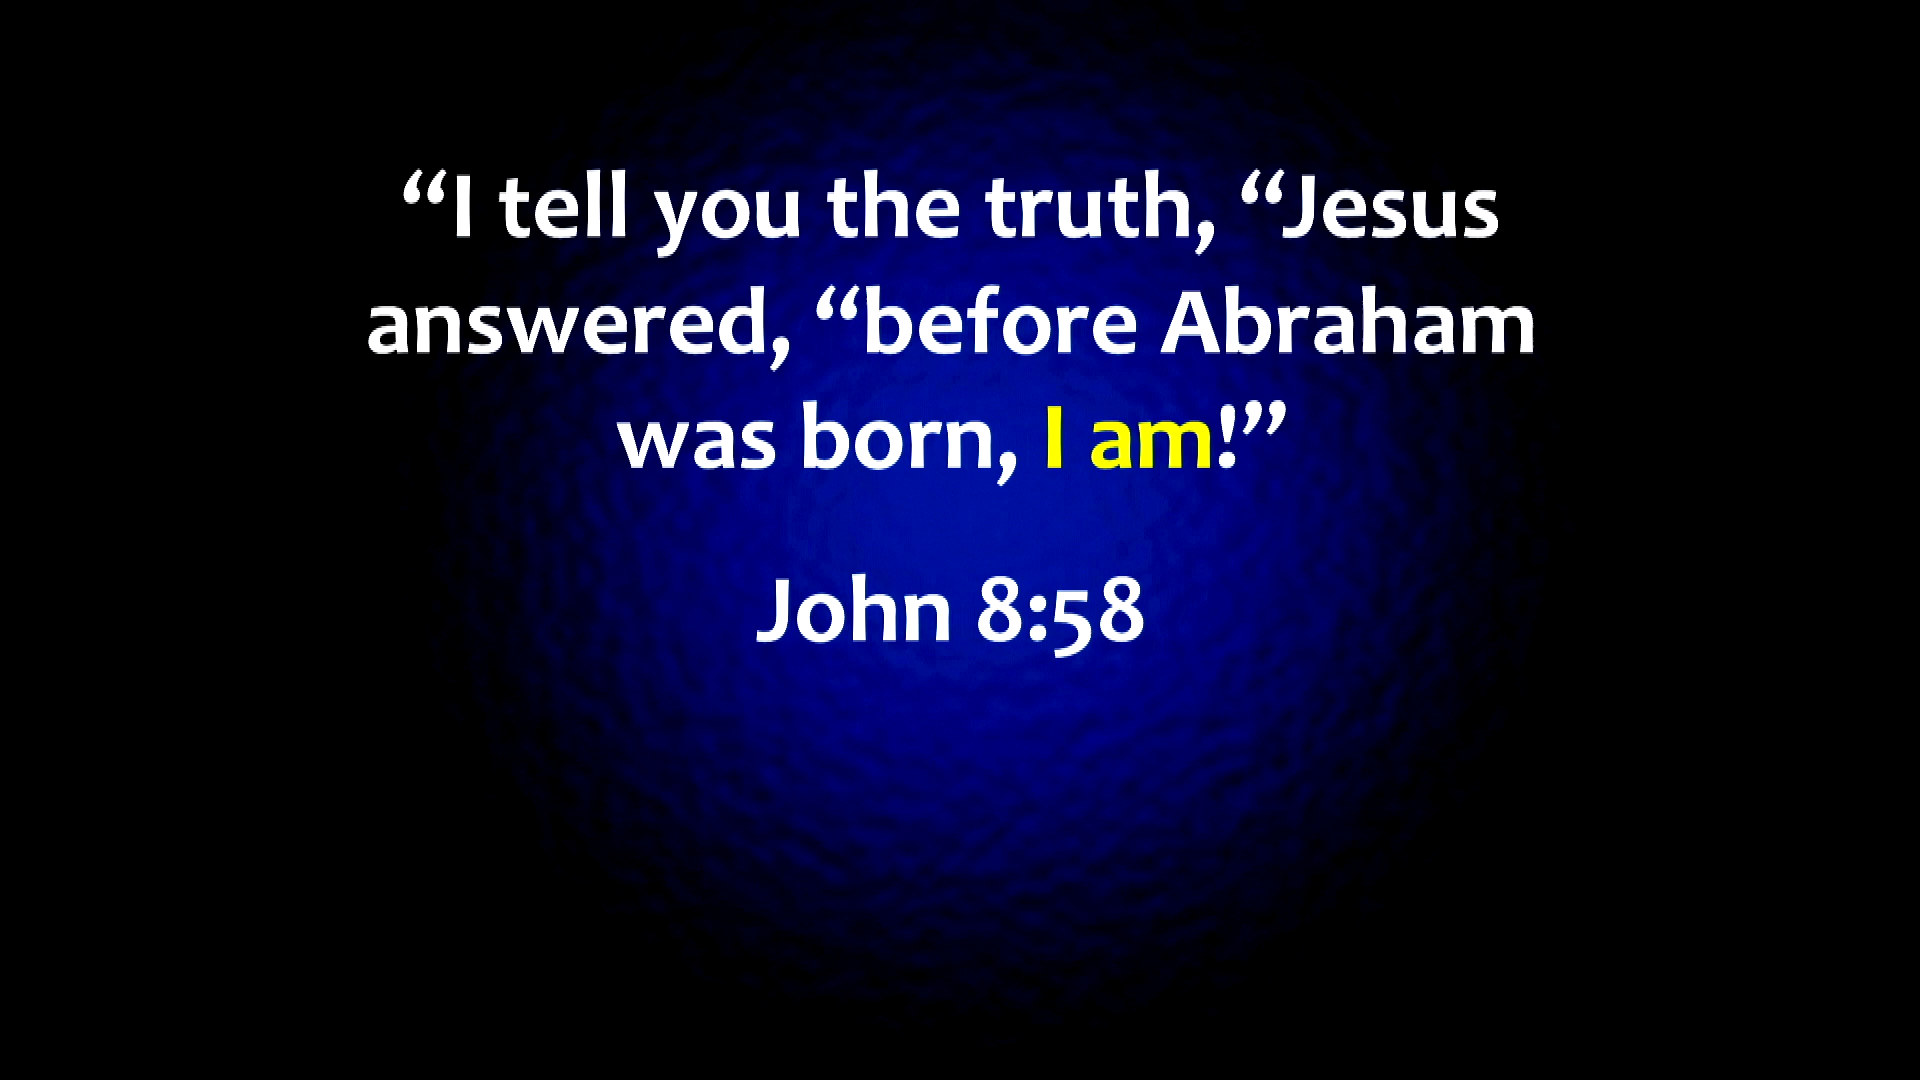 “I tell you the truth, “Jesus
answered, “before Abraham
was born, I am!”
John 8:58